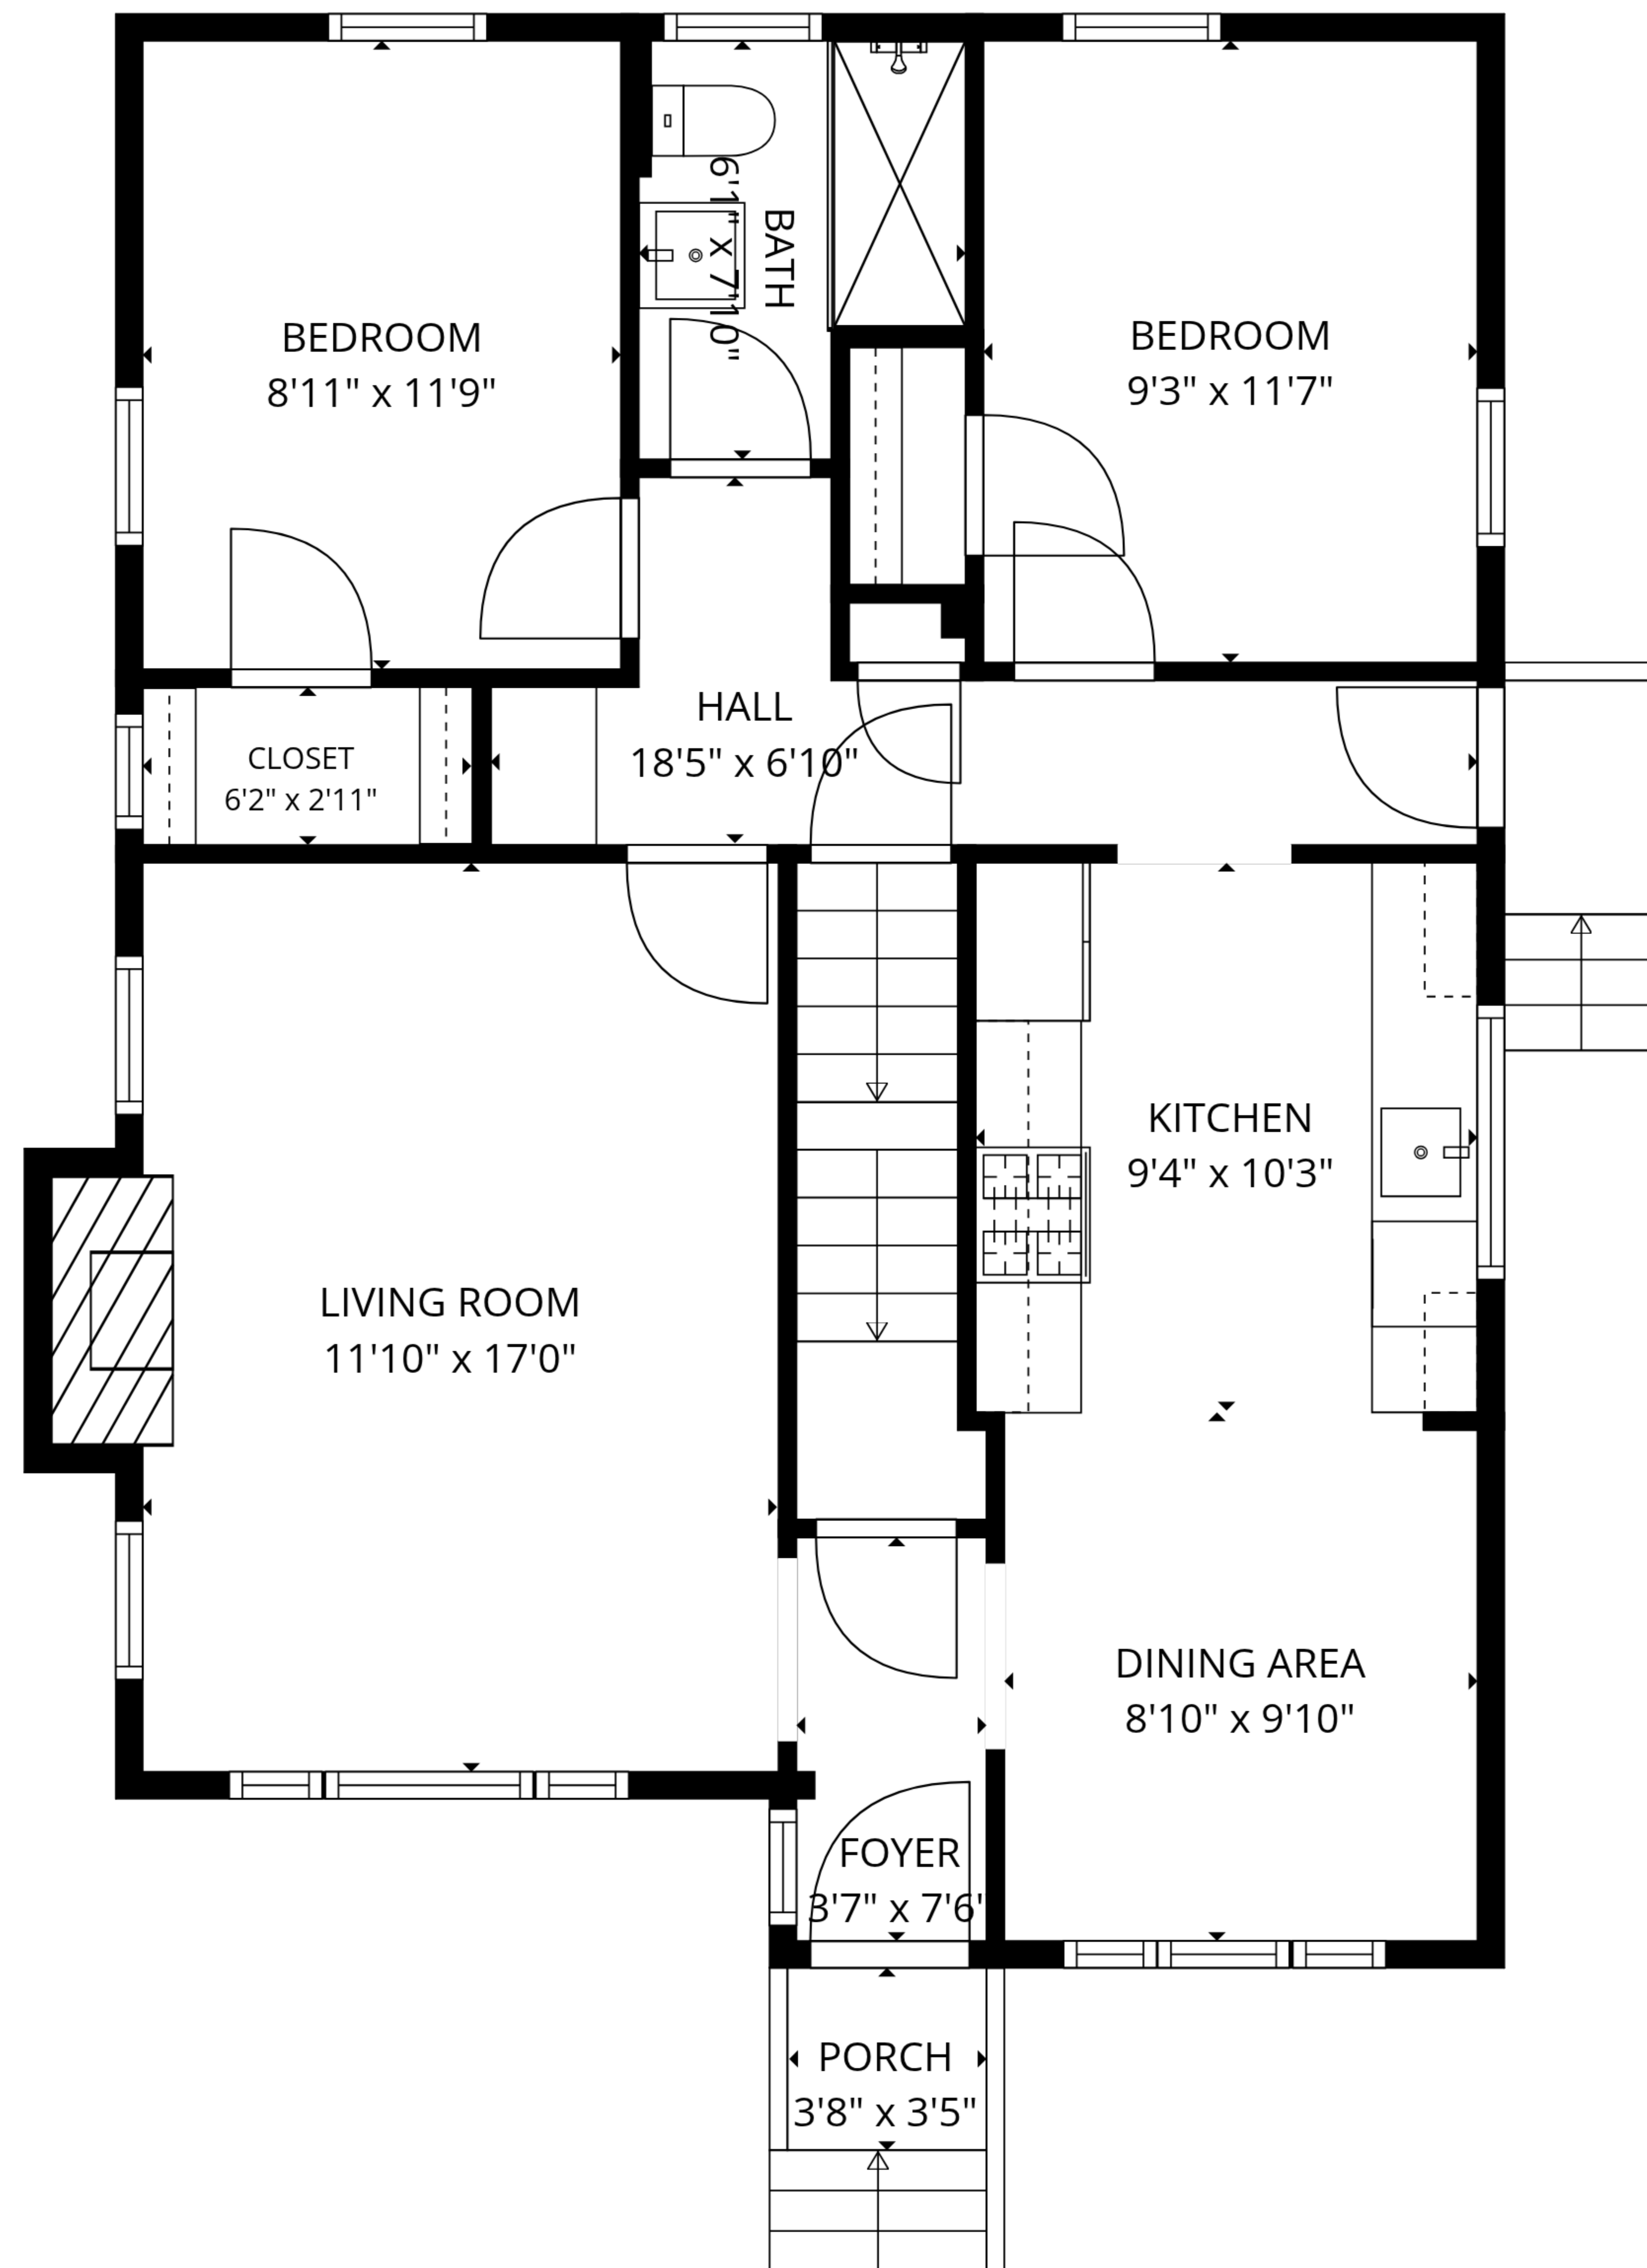 BATH
6'1" x 7'10"
BEDROOM
8'11" x 11'9"
BEDROOM
9'3" x 11'7"
HALL
18'5" x 6'10"
CLOSET
6'2" x 2'11"
KITCHEN
9'4" x 10'3"
LIVING ROOM
11'10" x 17'0"
DINING AREA
8'10" x 9'10"
FOYER
3'7" x 7'6"
PORCH
3'8" x 3'5"